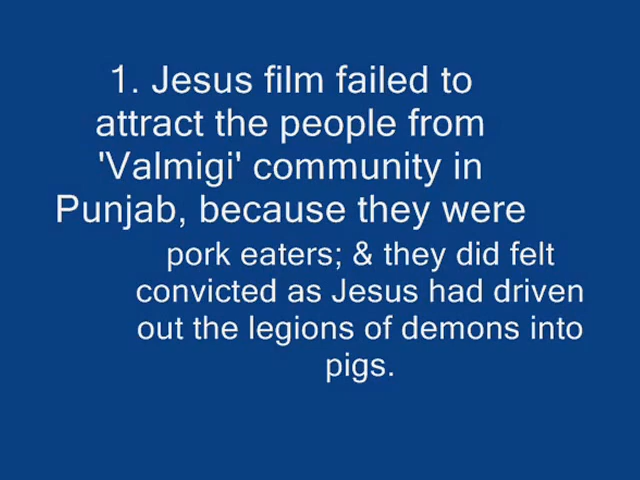 1. Jesus film failed to
attract the people from
'Valmigi' community in
Punjab, because they were
pork eaters; & they did felt
convicted as Jesus had driven
out the legions of demons into
pigs.